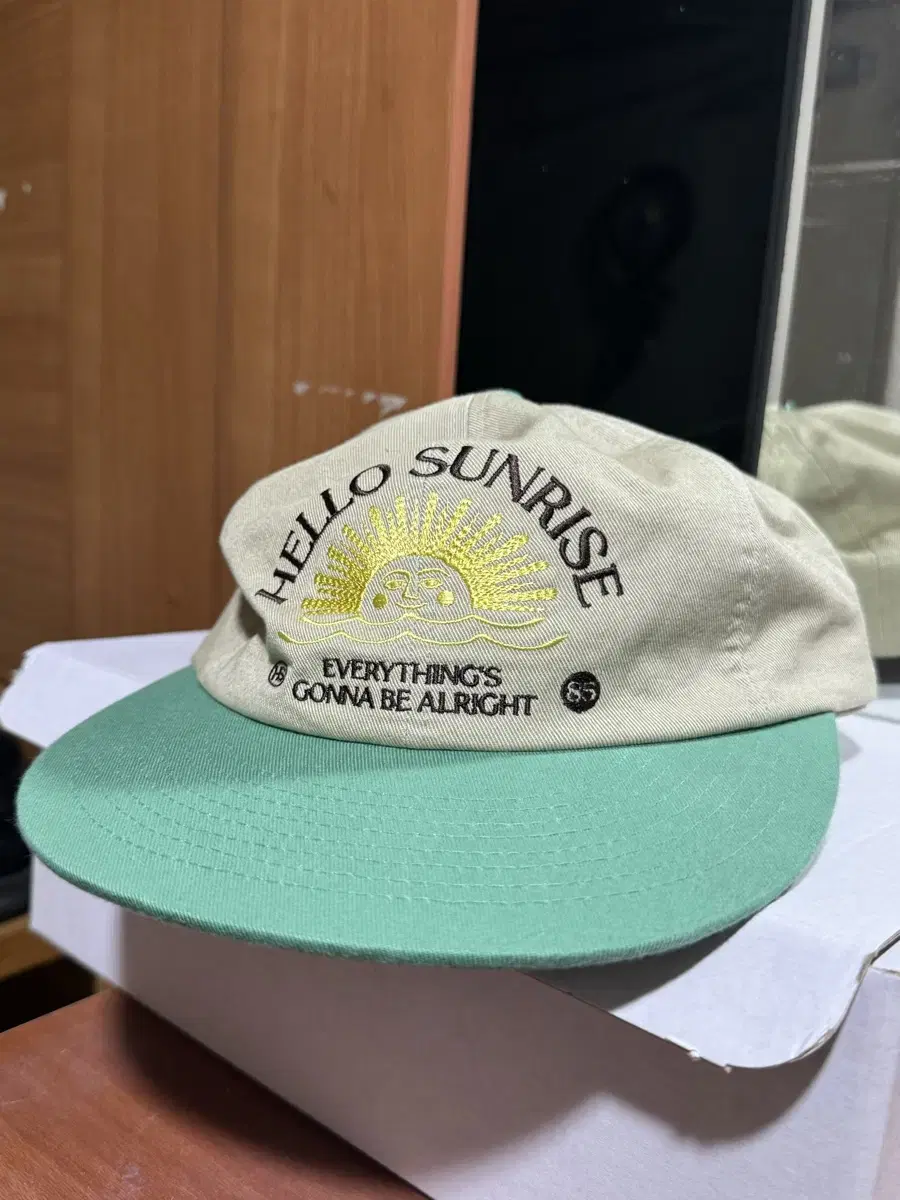 HELLO SUNRISE
EVERYTHING'S
GONNA BE ALRIGHT
85